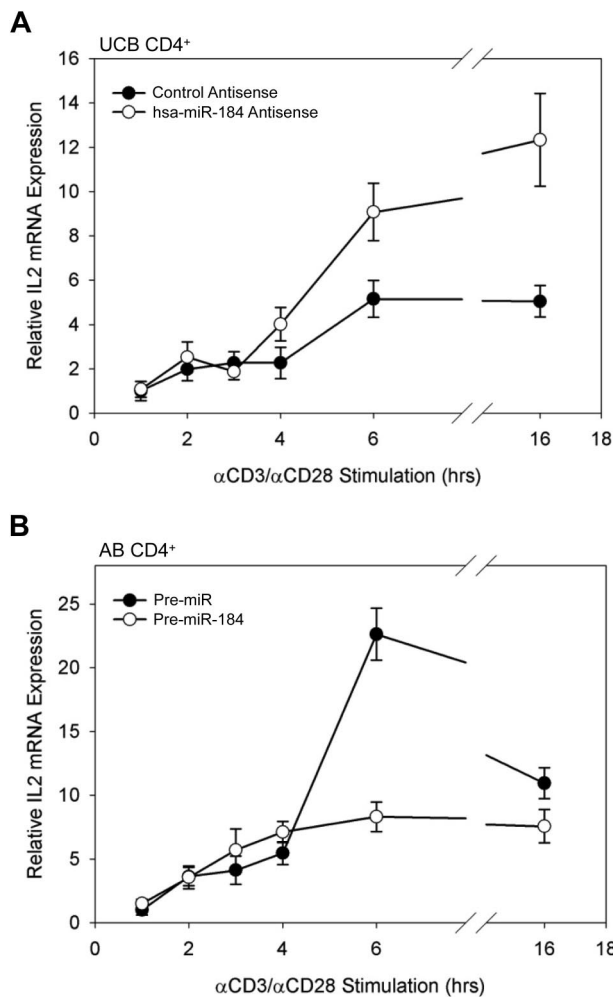 A
UCB CD4⁺
16
14
12
10
8
6
4
2
0
Relative IL2 mRNA Expression
Control Antisense
hsa-miR-184 Antisense
0 2 4 6 16 18
αCD3/αCD28 Stimulation (hrs)
B
AB CD4⁺
25
20
15
10
5
0
Relative IL2 mRNA Expression
Pre-miR
Pre-miR-184
0 2 4 6 16 18
αCD3/αCD28 Stimulation (hrs)